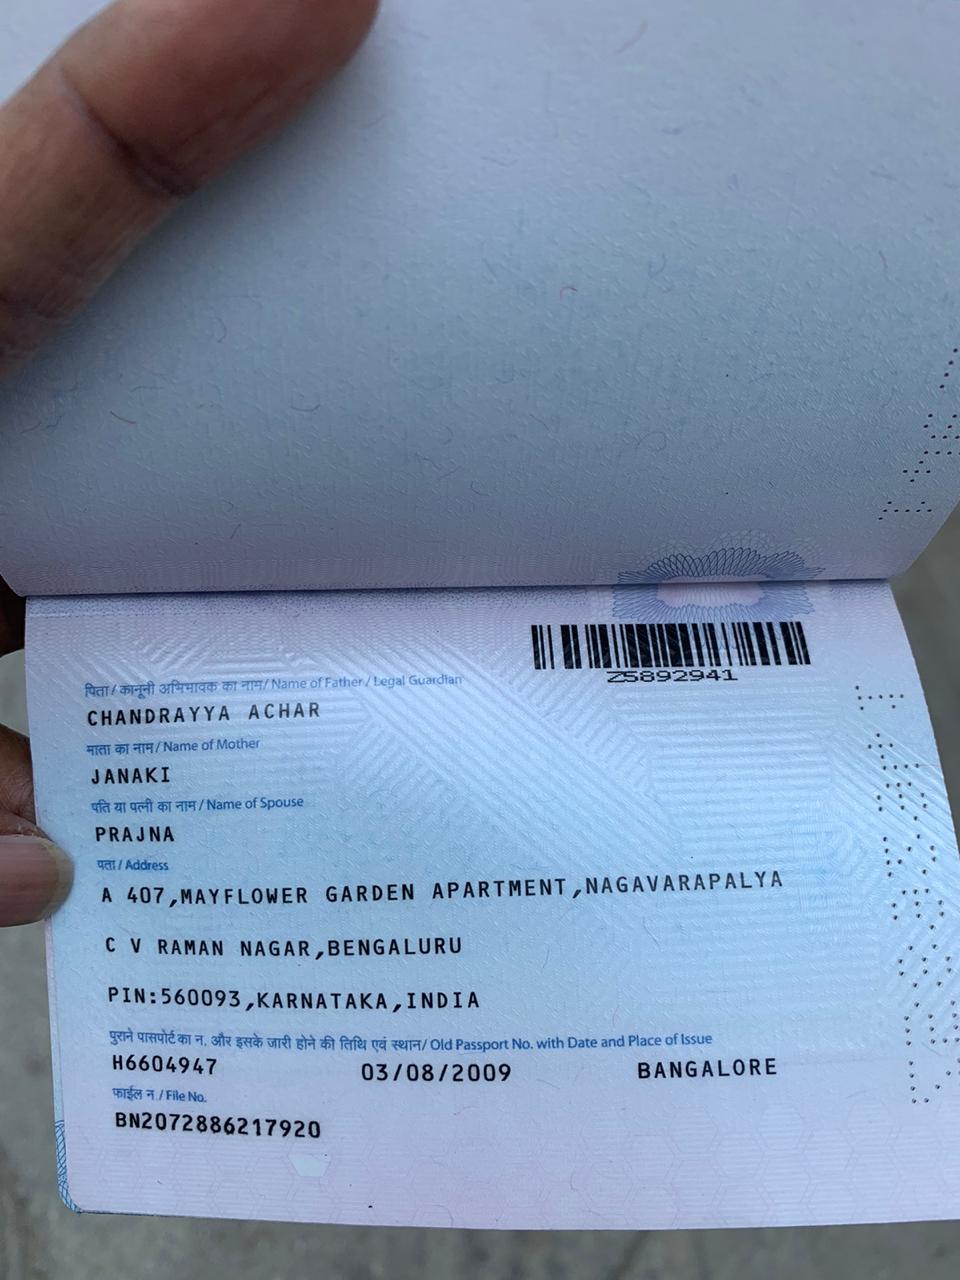 Z5892941
पिता / कानूनी अभिभावक का नाम / Name of Father / Legal Guardian
CHANDRAYYA ACHAR
माता का नाम / Name of Mother
JANAKI
पति या पत्नी का नाम / Name of Spouse
PRAJNA
पता / Address
A 407,MAYFLOWER GARDEN APARTMENT,NAGAVARAPALYA
C V RAMAN NAGAR,BENGALURU
PIN:560093,KARNATAKA,INDIA
पुराने पासपोर्ट का न. और इसके जारी होने की तिथि एवं स्थान / Old Passport No. with Date and Place of Issue
H6604947 03/08/2009 BANGALORE
फाईल न. / File No.
BN2072886217920